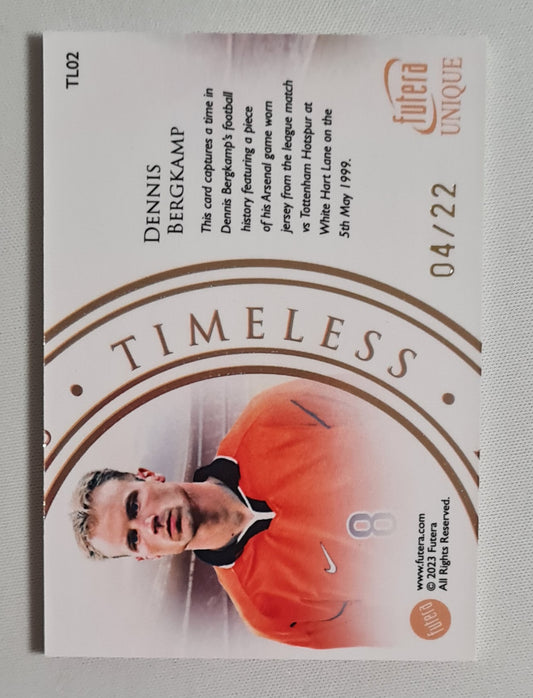 TL02
DENNIS
BERGKAMP
This card captures a time in
Dennis Bergkamp's football
history featuring a piece
of his Arsenal game worn
jersey from the league match
vs Tottenham Hotspur at
White Hart Lane on the
5th May 1999.
futera
UNIQUE
04/22
TIMELESS
8
futera
www.futera.com
© 2023 Futera
All Rights Reserved.